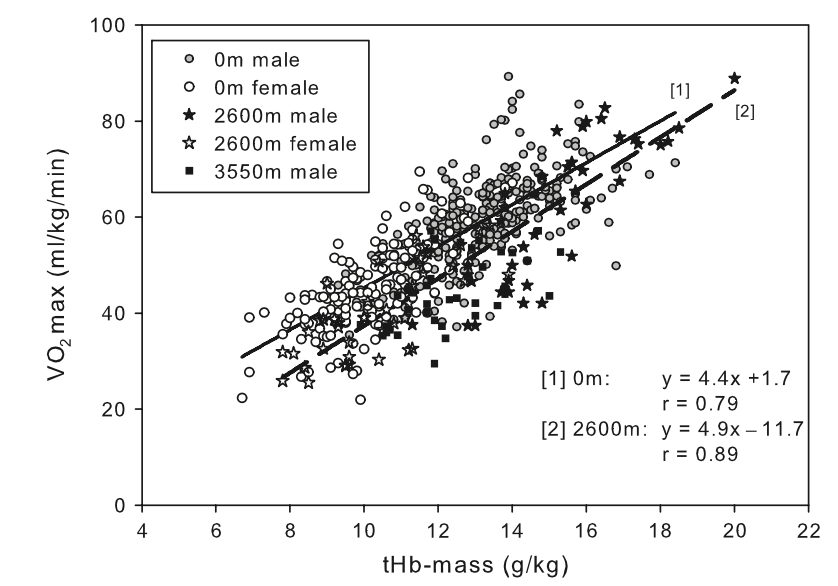 100
80
60
40
20
0
VO2 max (ml/kg/min)
0m male
0m female
2600m male
2600m female
3550m male
[1]
[2]
[1] 0m: y = 4.4x +1.7
r = 0.79
[2] 2600m: y = 4.9x – 11.7
r = 0.89
4 6 8 10 12 14 16 18 20 22
tHb-mass (g/kg)